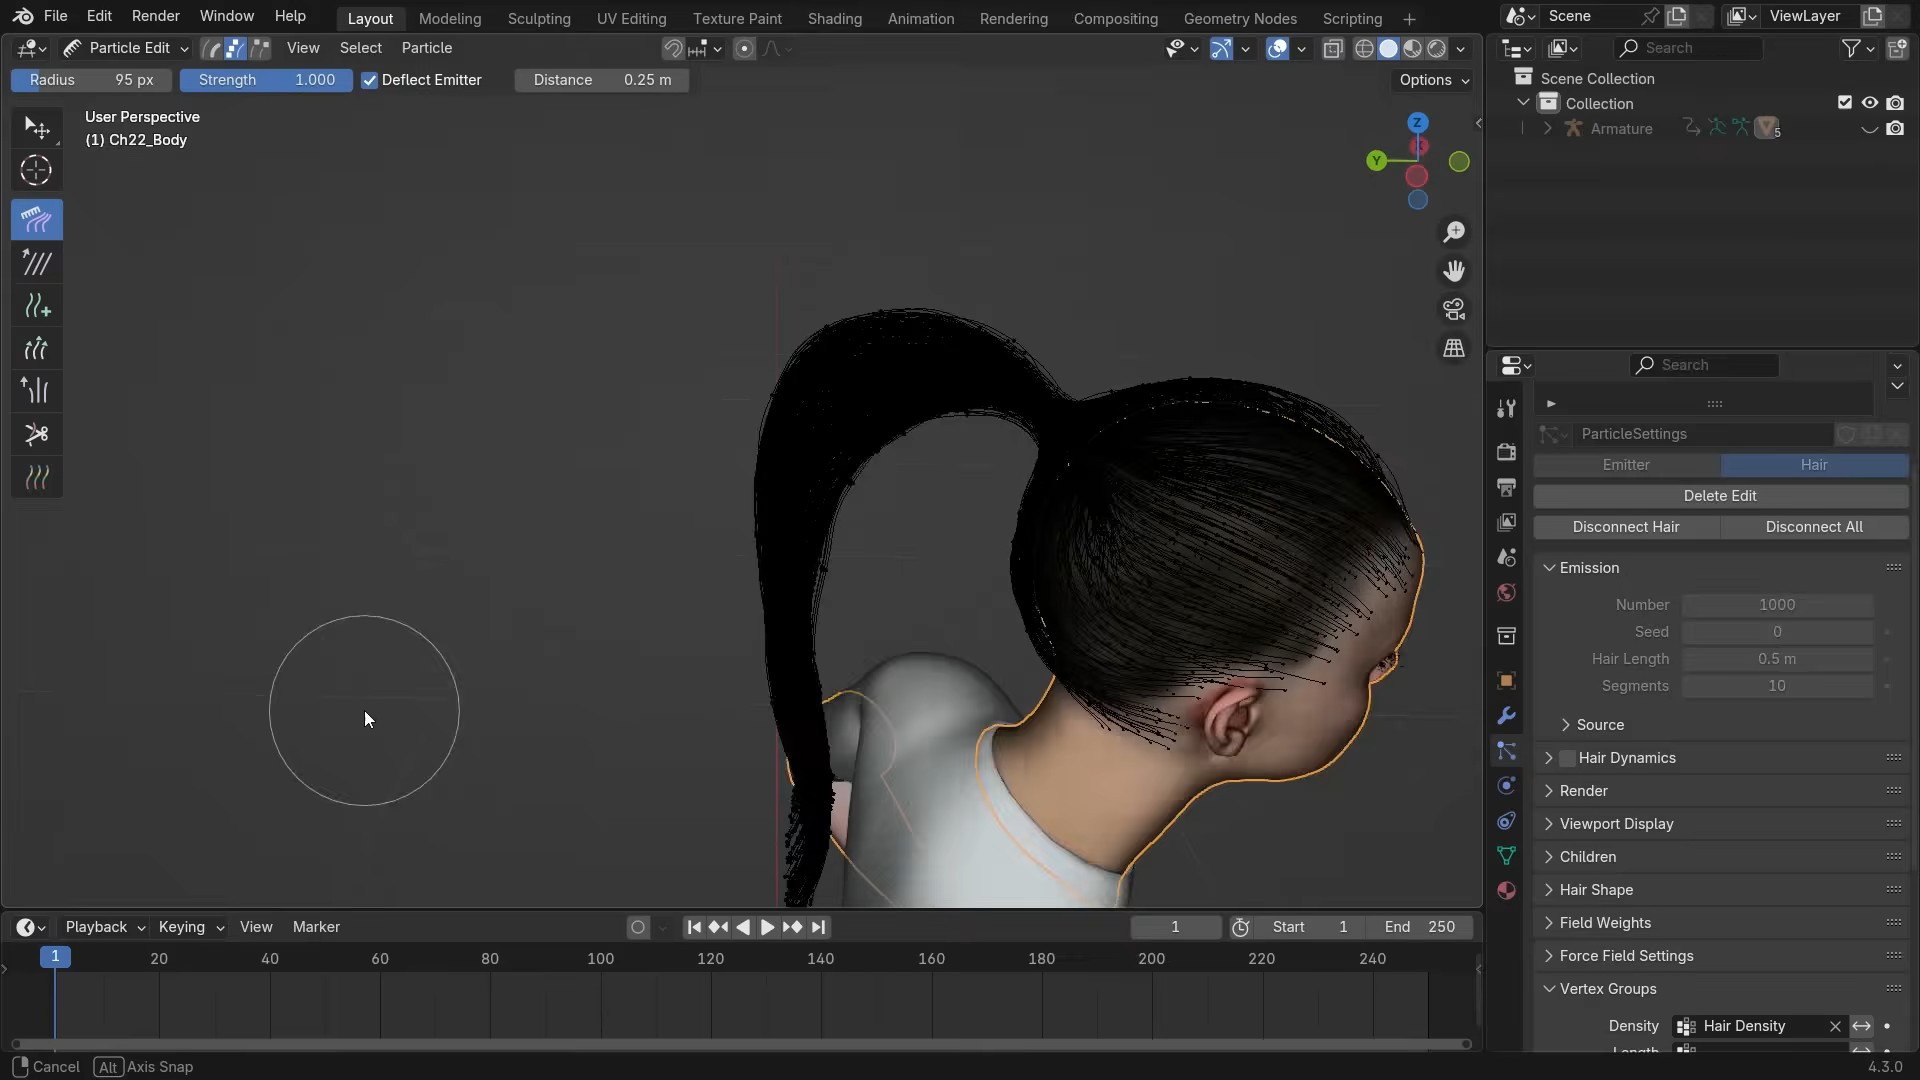 File Edit Render Window Help
Layout Modeling Sculpting UV Editing Texture Paint Shading Animation Rendering Compositing Geometry Nodes Scripting
Scene
ViewLayer
Particle Edit View Select Particle
Search
Radius 95 px Strength 1.000 Deflect Emitter Distance 0.25 m Options
User Perspective
(1) Ch22_Body
Z
Y
Scene Collection
Collection
Armature 5
Search
ParticleSettings
Emitter Hair
Delete Edit
Disconnect Hair Disconnect All
Emission
Number 1000
Seed 0
Hair Length 0.5 m
Segments 10
Source
Hair Dynamics
Render
Viewport Display
Children
Hair Shape
Field Weights
Force Field Settings
Vertex Groups
Density Hair Density
Length
Playback Keying View Marker 1 Start 1 End 250
1 20 40 60 80 100 120 140 160 180 200 220 240
Cancel Alt Axis Snap 4.3.0